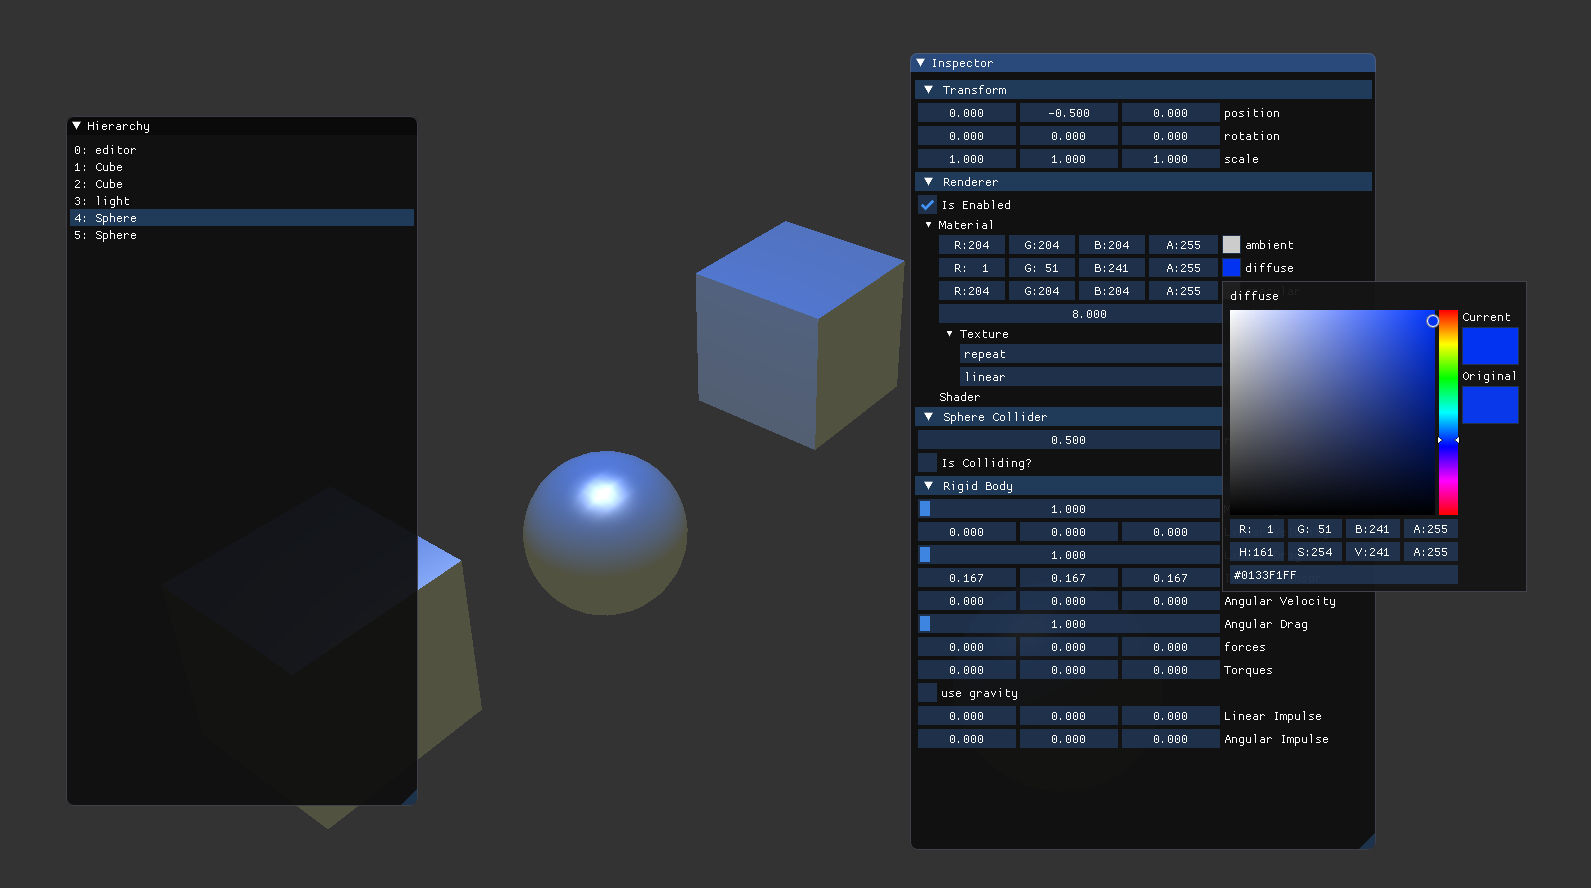 Hierarchy
0: editor
1: Cube
2: Cube
3: light
4: Sphere
5: Sphere
Inspector
Transform
0.000 -0.500 0.000 position
0.000 0.000 0.000 rotation
1.000 1.000 1.000 scale
Renderer
Is Enabled
Material
R:204 G:204 B:204 A:255 ambient
R: 1 G: 51 B:241 A:255 diffuse
R:204 G:204 B:204 A:255
8.000
Texture
repeat
linear
Shader
Sphere Collider
0.500
Is Colliding?
Rigid Body
1.000
0.000 0.000 0.000
1.000
0.167 0.167 0.167
0.000 0.000 0.000 Angular Velocity
1.000 Angular Drag
0.000 0.000 0.000 forces
0.000 0.000 0.000 Torques
use gravity
0.000 0.000 0.000 Linear Impulse
0.000 0.000 0.000 Angular Impulse
diffuse
Current
Original
R: 1 G: 51 B:241 A:255
H:161 S:254 V:241 A:255
#0133F1FF